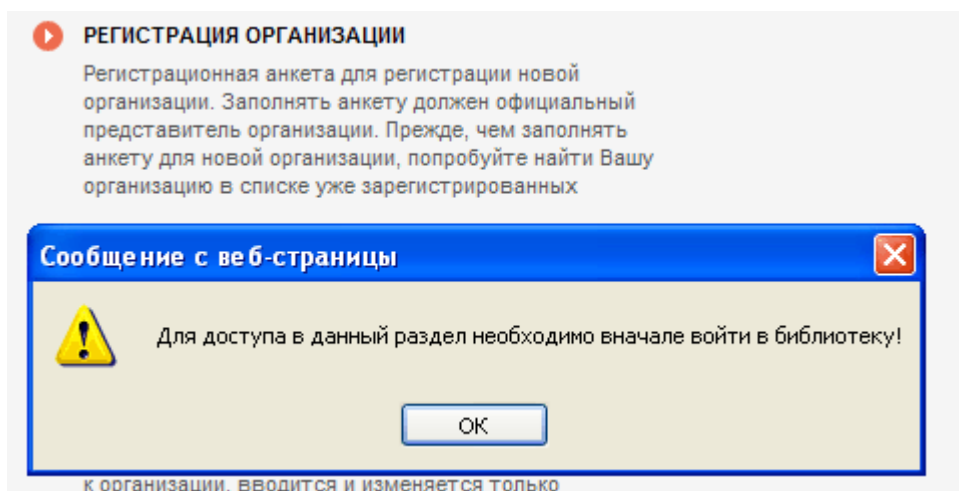 РЕГИСТРАЦИЯ ОРГАНИЗАЦИИ
Регистрационная анкета для регистрации новой
организации. Заполнять анкету должен официальный
представитель организации. Прежде, чем заполнять
анкету для новой организации, попробуйте найти Вашу
организацию в списке уже зарегистрированных
Сообщение с веб-страницы
Для доступа в данный раздел необходимо вначале войти в библиотеку!
ОК
к организации, вводится и изменяется только